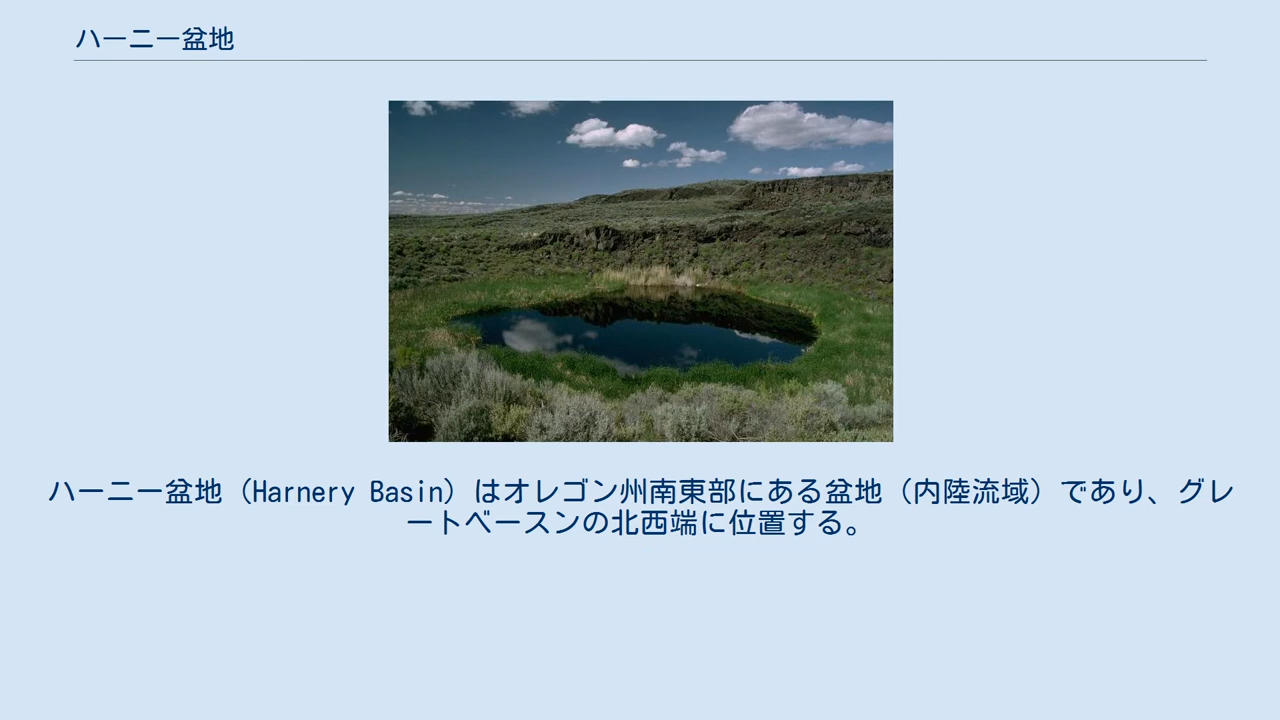 ハーニー盆地
ハーニー盆地（Harnery Basin）はオレゴン州南東部にある盆地（内陸流域）であり、グレ
ートベースンの北西端に位置する。